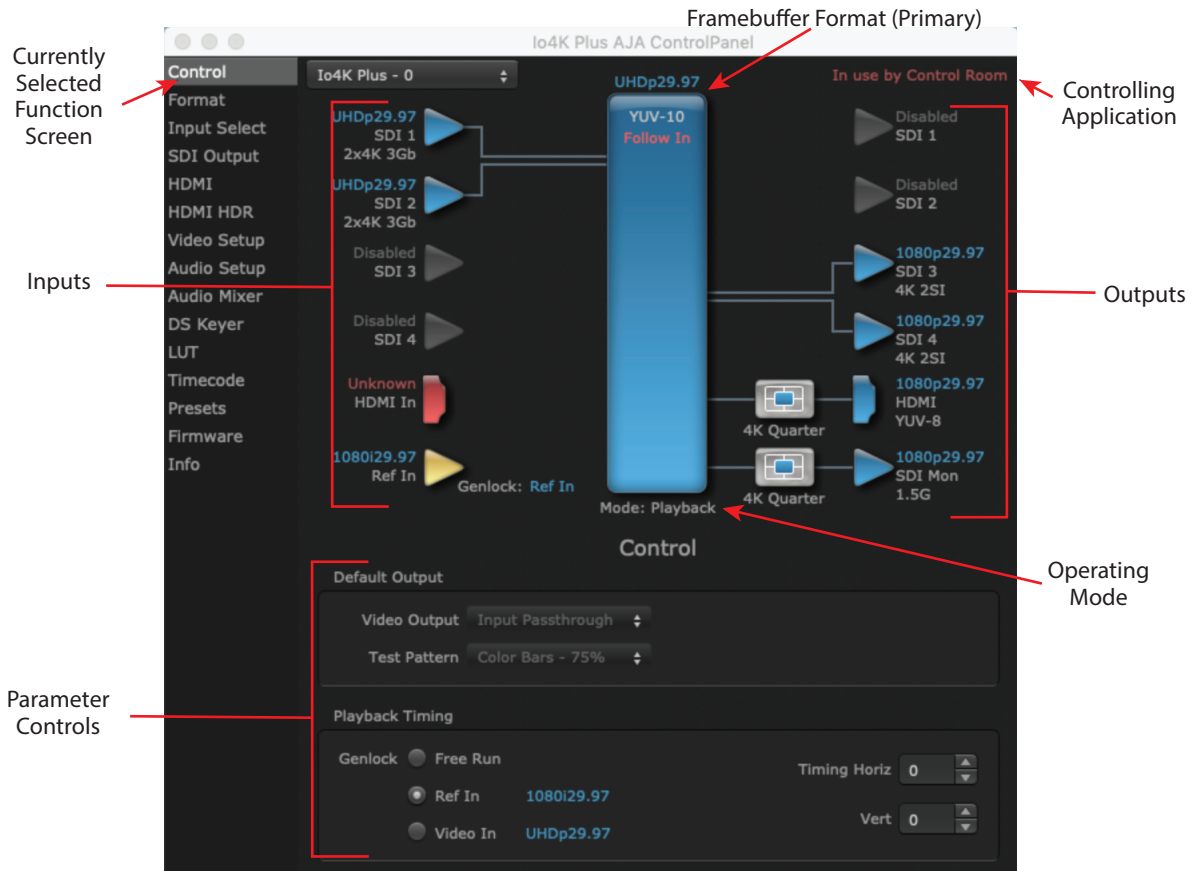 Framebuffer Format (Primary)
Currently
Selected
Function
Screen
Controlling
Application
Inputs
Outputs
Operating
Mode
Parameter
Controls
Io4K Plus AJA ControlPanel
Control
Format
Input Select
SDI Output
HDMI
HDMI HDR
Video Setup
Audio Setup
Audio Mixer
DS Keyer
LUT
Timecode
Presets
Firmware
Info
Io4K Plus - 0
UHDp29.97
In use by Control Room
UHDp29.97
SDI 1
2x4K 3Gb
UHDp29.97
SDI 2
2x4K 3Gb
Disabled
SDI 3
Disabled
SDI 4
Unknown
HDMI In
1080i29.97
Ref In
Genlock: Ref In
YUV-10
Follow In
Mode: Playback
Disabled
SDI 1
Disabled
SDI 2
1080p29.97
SDI 3
4K 2SI
1080p29.97
SDI 4
4K 2SI
4K Quarter
1080p29.97
HDMI
YUV-8
4K Quarter
1080p29.97
SDI Mon
1.5G
Control
Default Output
Video Output Input Passthrough
Test Pattern Color Bars - 75%
Playback Timing
Genlock Free Run
Ref In 1080i29.97
Video In UHDp29.97
Timing Horiz 0
Vert 0